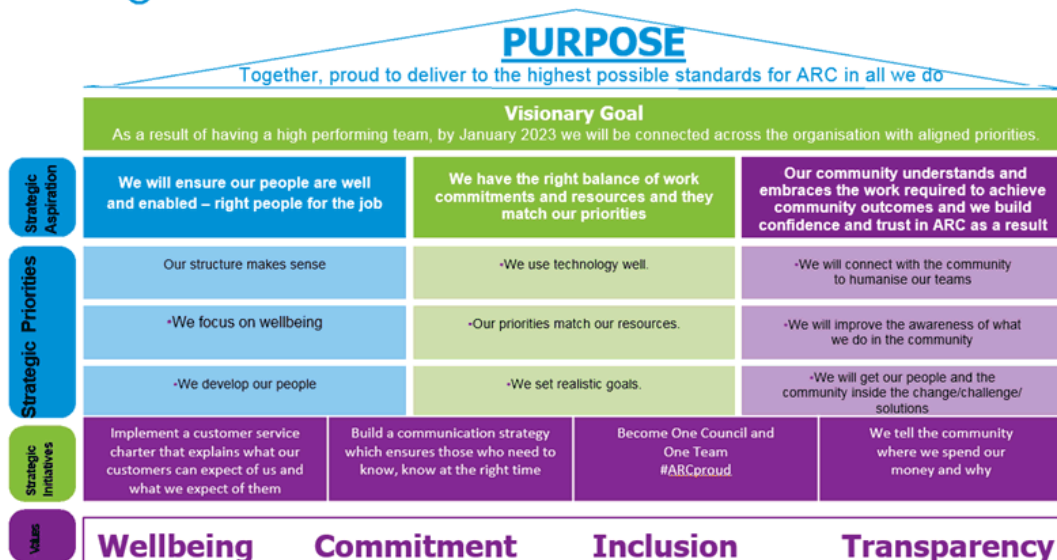 PURPOSE
Together, proud to deliver to the highest possible standards for ARC in all we do
Visionary Goal
As a result of having a high performing team, by January 2023 we will be connected across the organisation with aligned priorities.
Strategic
Aspiration
We will ensure our people are well
and enabled – right people for the job
We have the right balance of work
commitments and resources and they
match our priorities
Our community understands and
embraces the work required to achieve
community outcomes and we build
confidence and trust in ARC as a result
Strategic Priorities
Our structure makes sense
•We use technology well.
•We will connect with the community
to humanise our teams
•We focus on wellbeing
•Our priorities match our resources.
•We will improve the awareness of what
we do in the community
•We develop our people
•We set realistic goals.
•We will get our people and the
community inside the change/challenge/
solutions
Strategic
Initiatives
Implement a customer service
charter that explains what our
customers can expect of us and
what we expect of them
Build a communication strategy
which ensures those who need to
know, know at the right time
Become One Council and
One Team
#ARCproud
We tell the community
where we spend our
money and why
Values
Wellbeing Commitment Inclusion Transparency